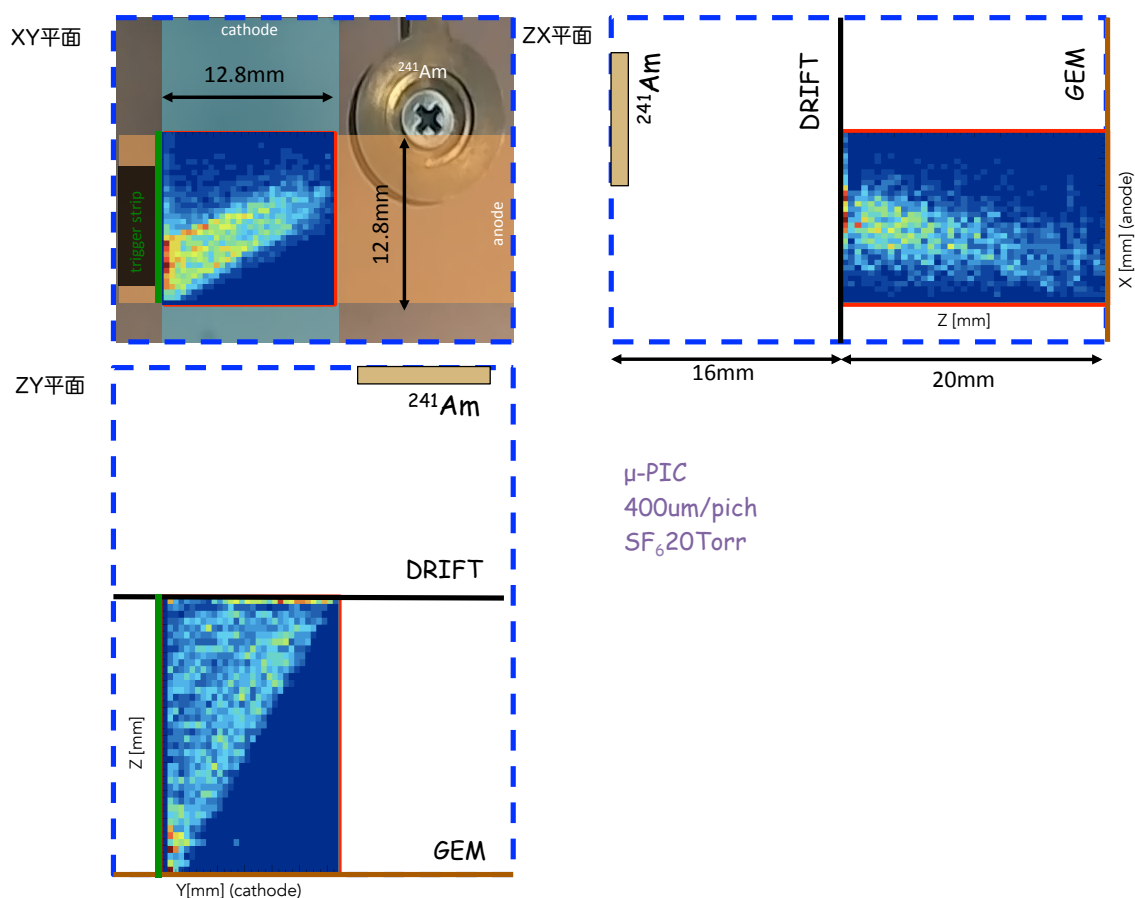 XY平面
cathode
12.8mm
²⁴¹Am
12.8mm
anode
trigger strip
ZX平面
²⁴¹Am
DRIFT
GEM
X [mm] (anode)
Z [mm]
16mm
20mm
ZY平面
²⁴¹Am
DRIFT
Z [mm]
GEM
Y[mm] (cathode)
μ-PIC
400um/pich
SF₆20Torr